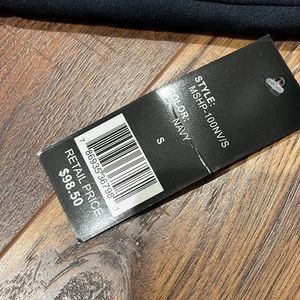 STYLE:
MSHP-100NV/S
COLOR:
NAVY
S
RETAIL PRICE
$98.50